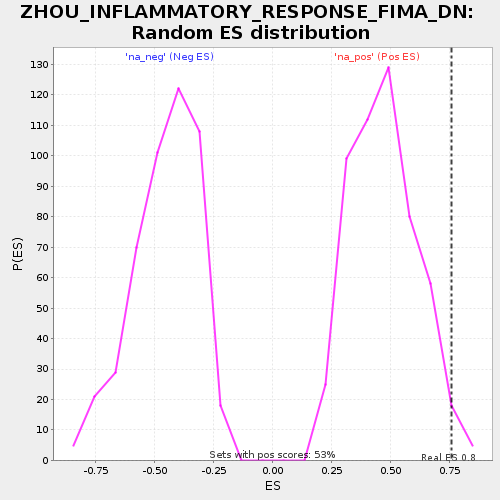 ZHOU_INFLAMMATORY_RESPONSE_FIMA_DN:
Random ES distribution
'na_neg' (Neg ES)
'na_pos' (Pos ES)
130
120
110
100
90
80
70
60
50
40
30
20
10
0
P(ES)
Sets with pos scores: 53%
Real ES 0.8
-0.75
-0.50
-0.25
0.00
0.25
0.50
0.75
ES